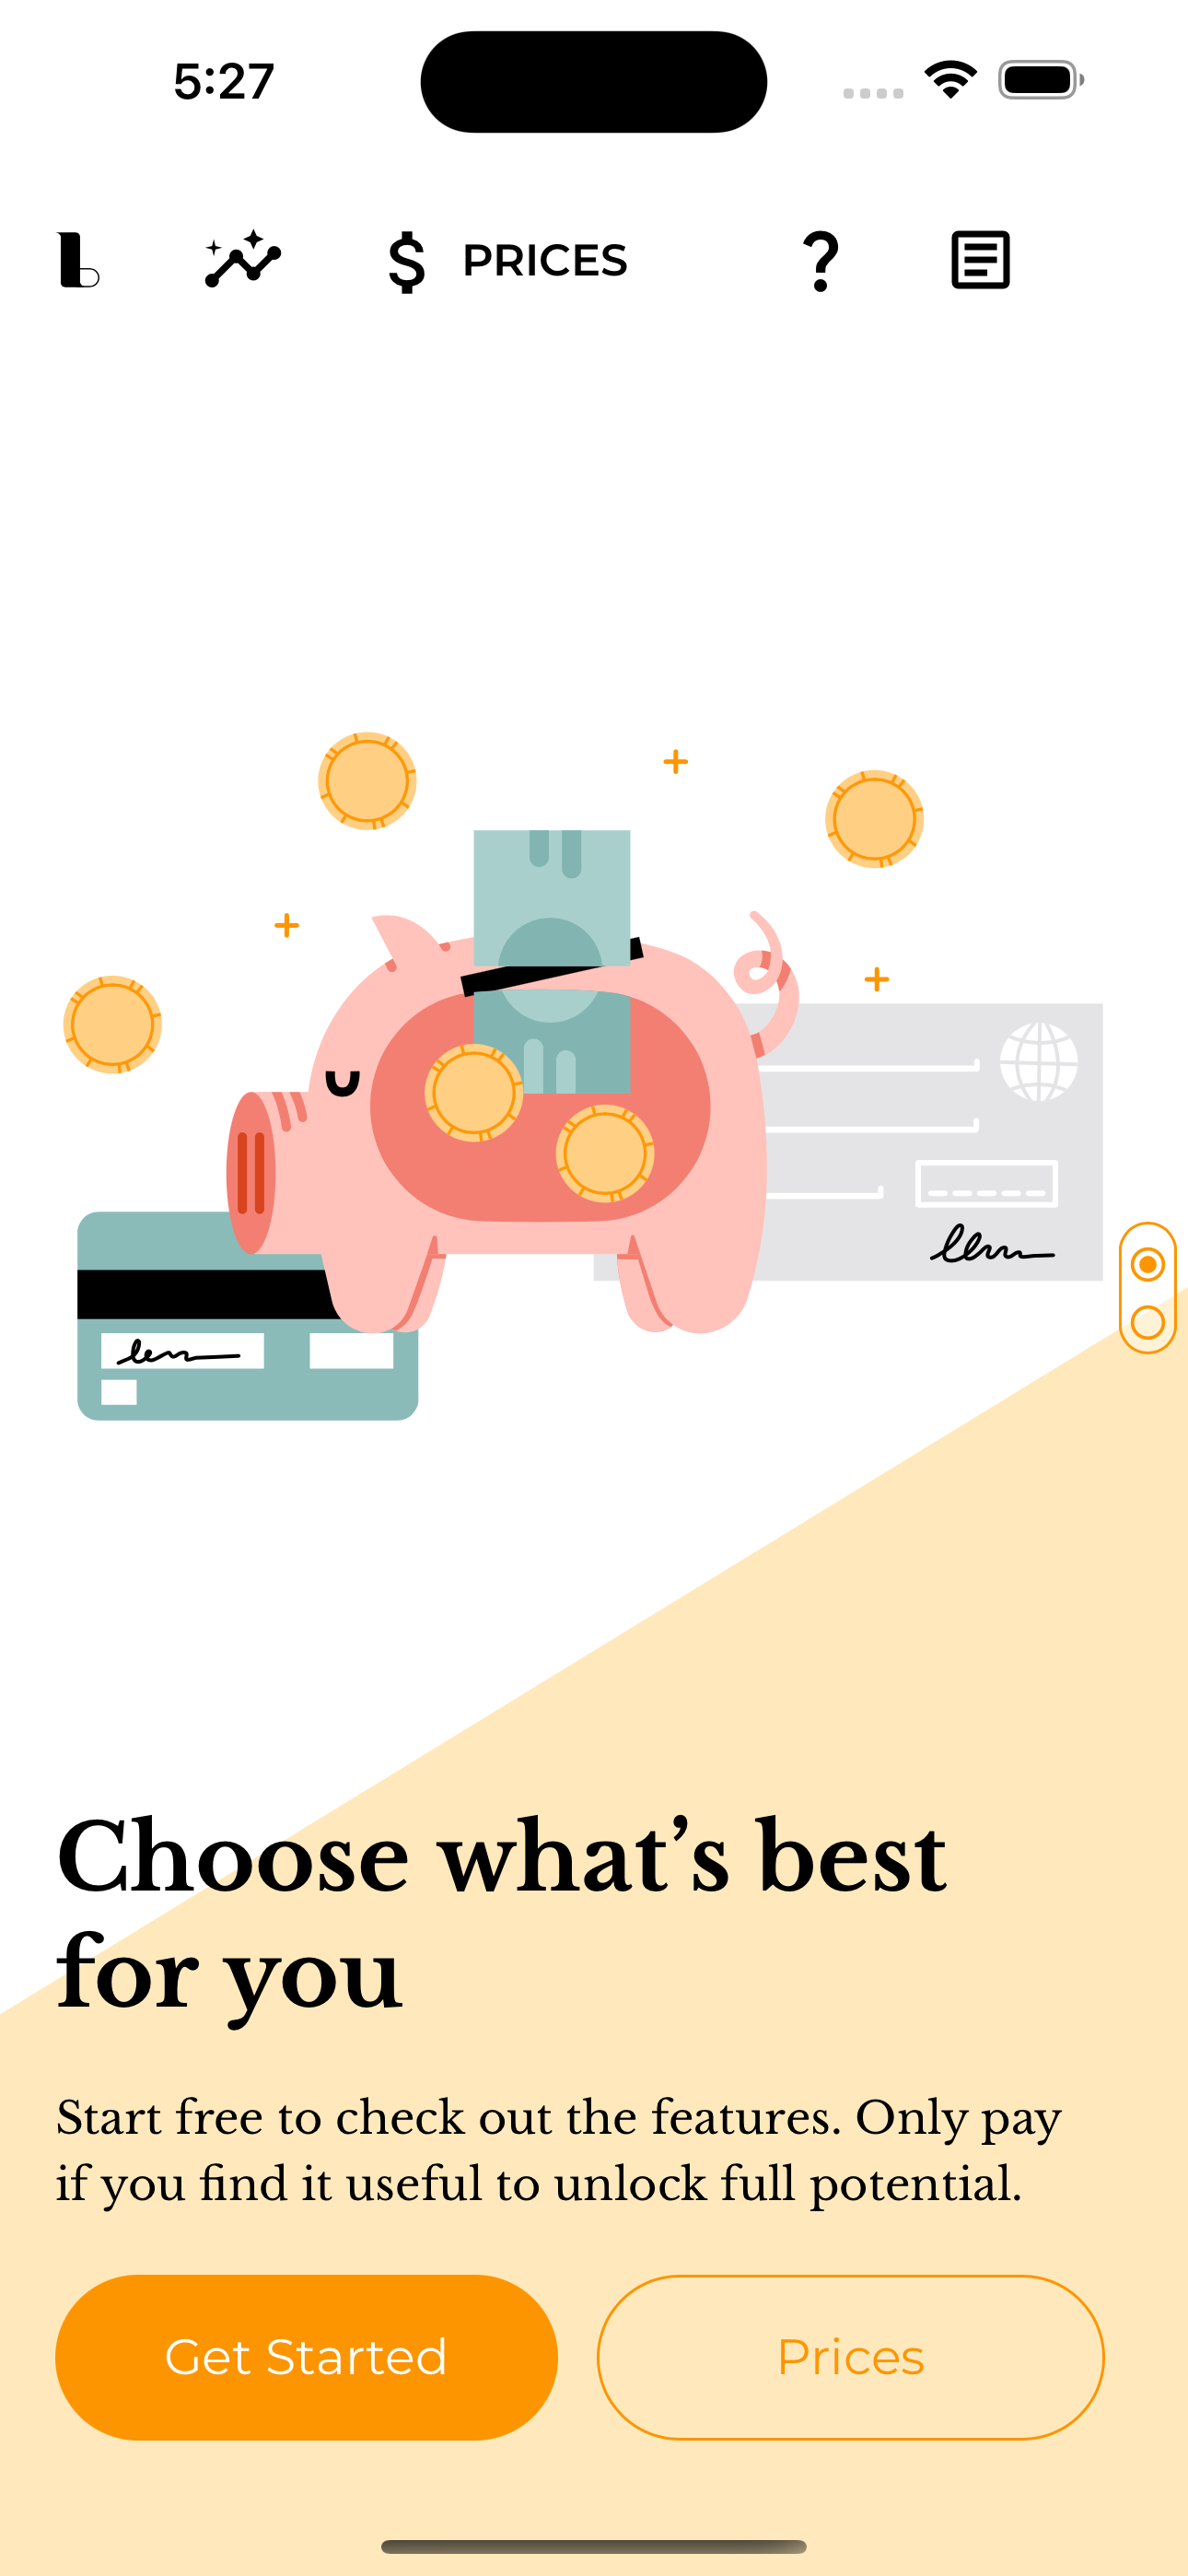 5:27
PRICES
Choose what’s best
for you
Start free to check out the features. Only pay
if you find it useful to unlock full potential.
Get Started
Prices